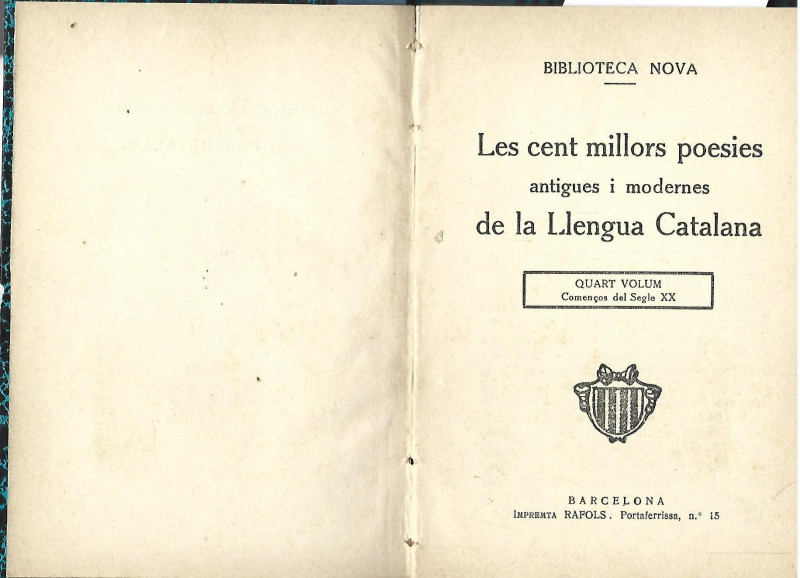 BIBLIOTECA NOVA
Les cent millors poesies
antigues i modernes
de la Llengua Catalana
QUART VOLUM
Començos del Segle XX
BARCELONA
IMPREMTA RAFOLS. Portaferrissa, n.º 15